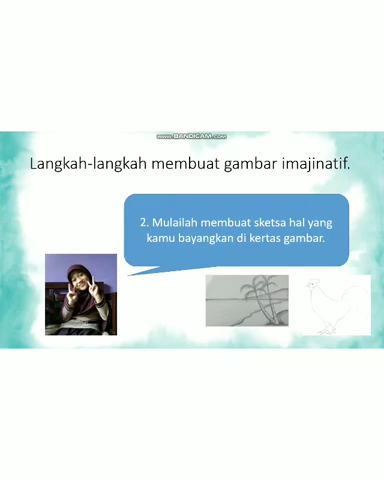 www.BANDICAM.com
Langkah-langkah membuat gambar imajinatif.
2. Mulailah membuat sketsa hal yang
kamu bayangkan di kertas gambar.